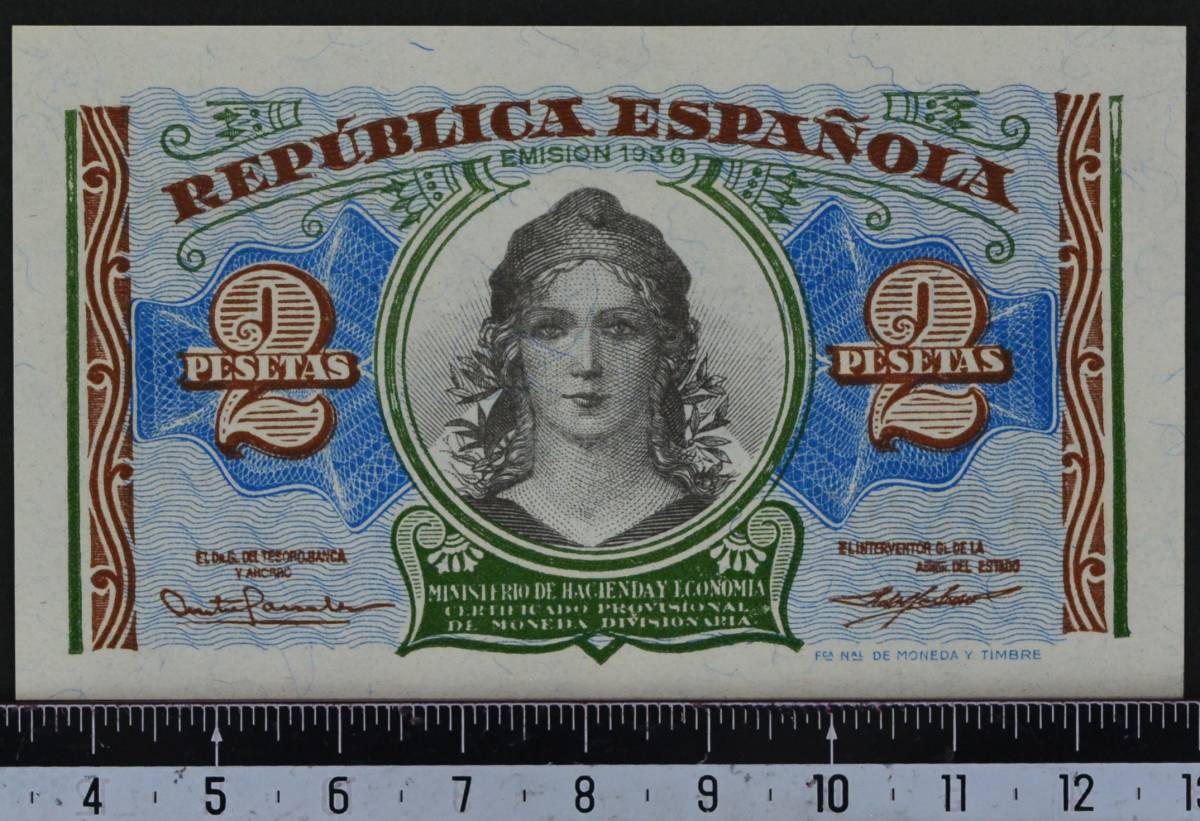 REPÚBLICA ESPAÑOLA
EMISION 1938
2
PESETAS
2
PESETAS
EL DR. G. DEL TESORO, BANCA
Y AHORRO
EL INTERVENTOR GL. DE LA
ADMON. DEL ESTADO
MINISTERIO DE HACIENDA Y ECONOMIA
CERTIFICADO PROVISIONAL
DE MONEDA DIVISIONARIA
FCA NAL DE MONEDA Y TIMBRE
4 5 6 7 8 9 10 11 12